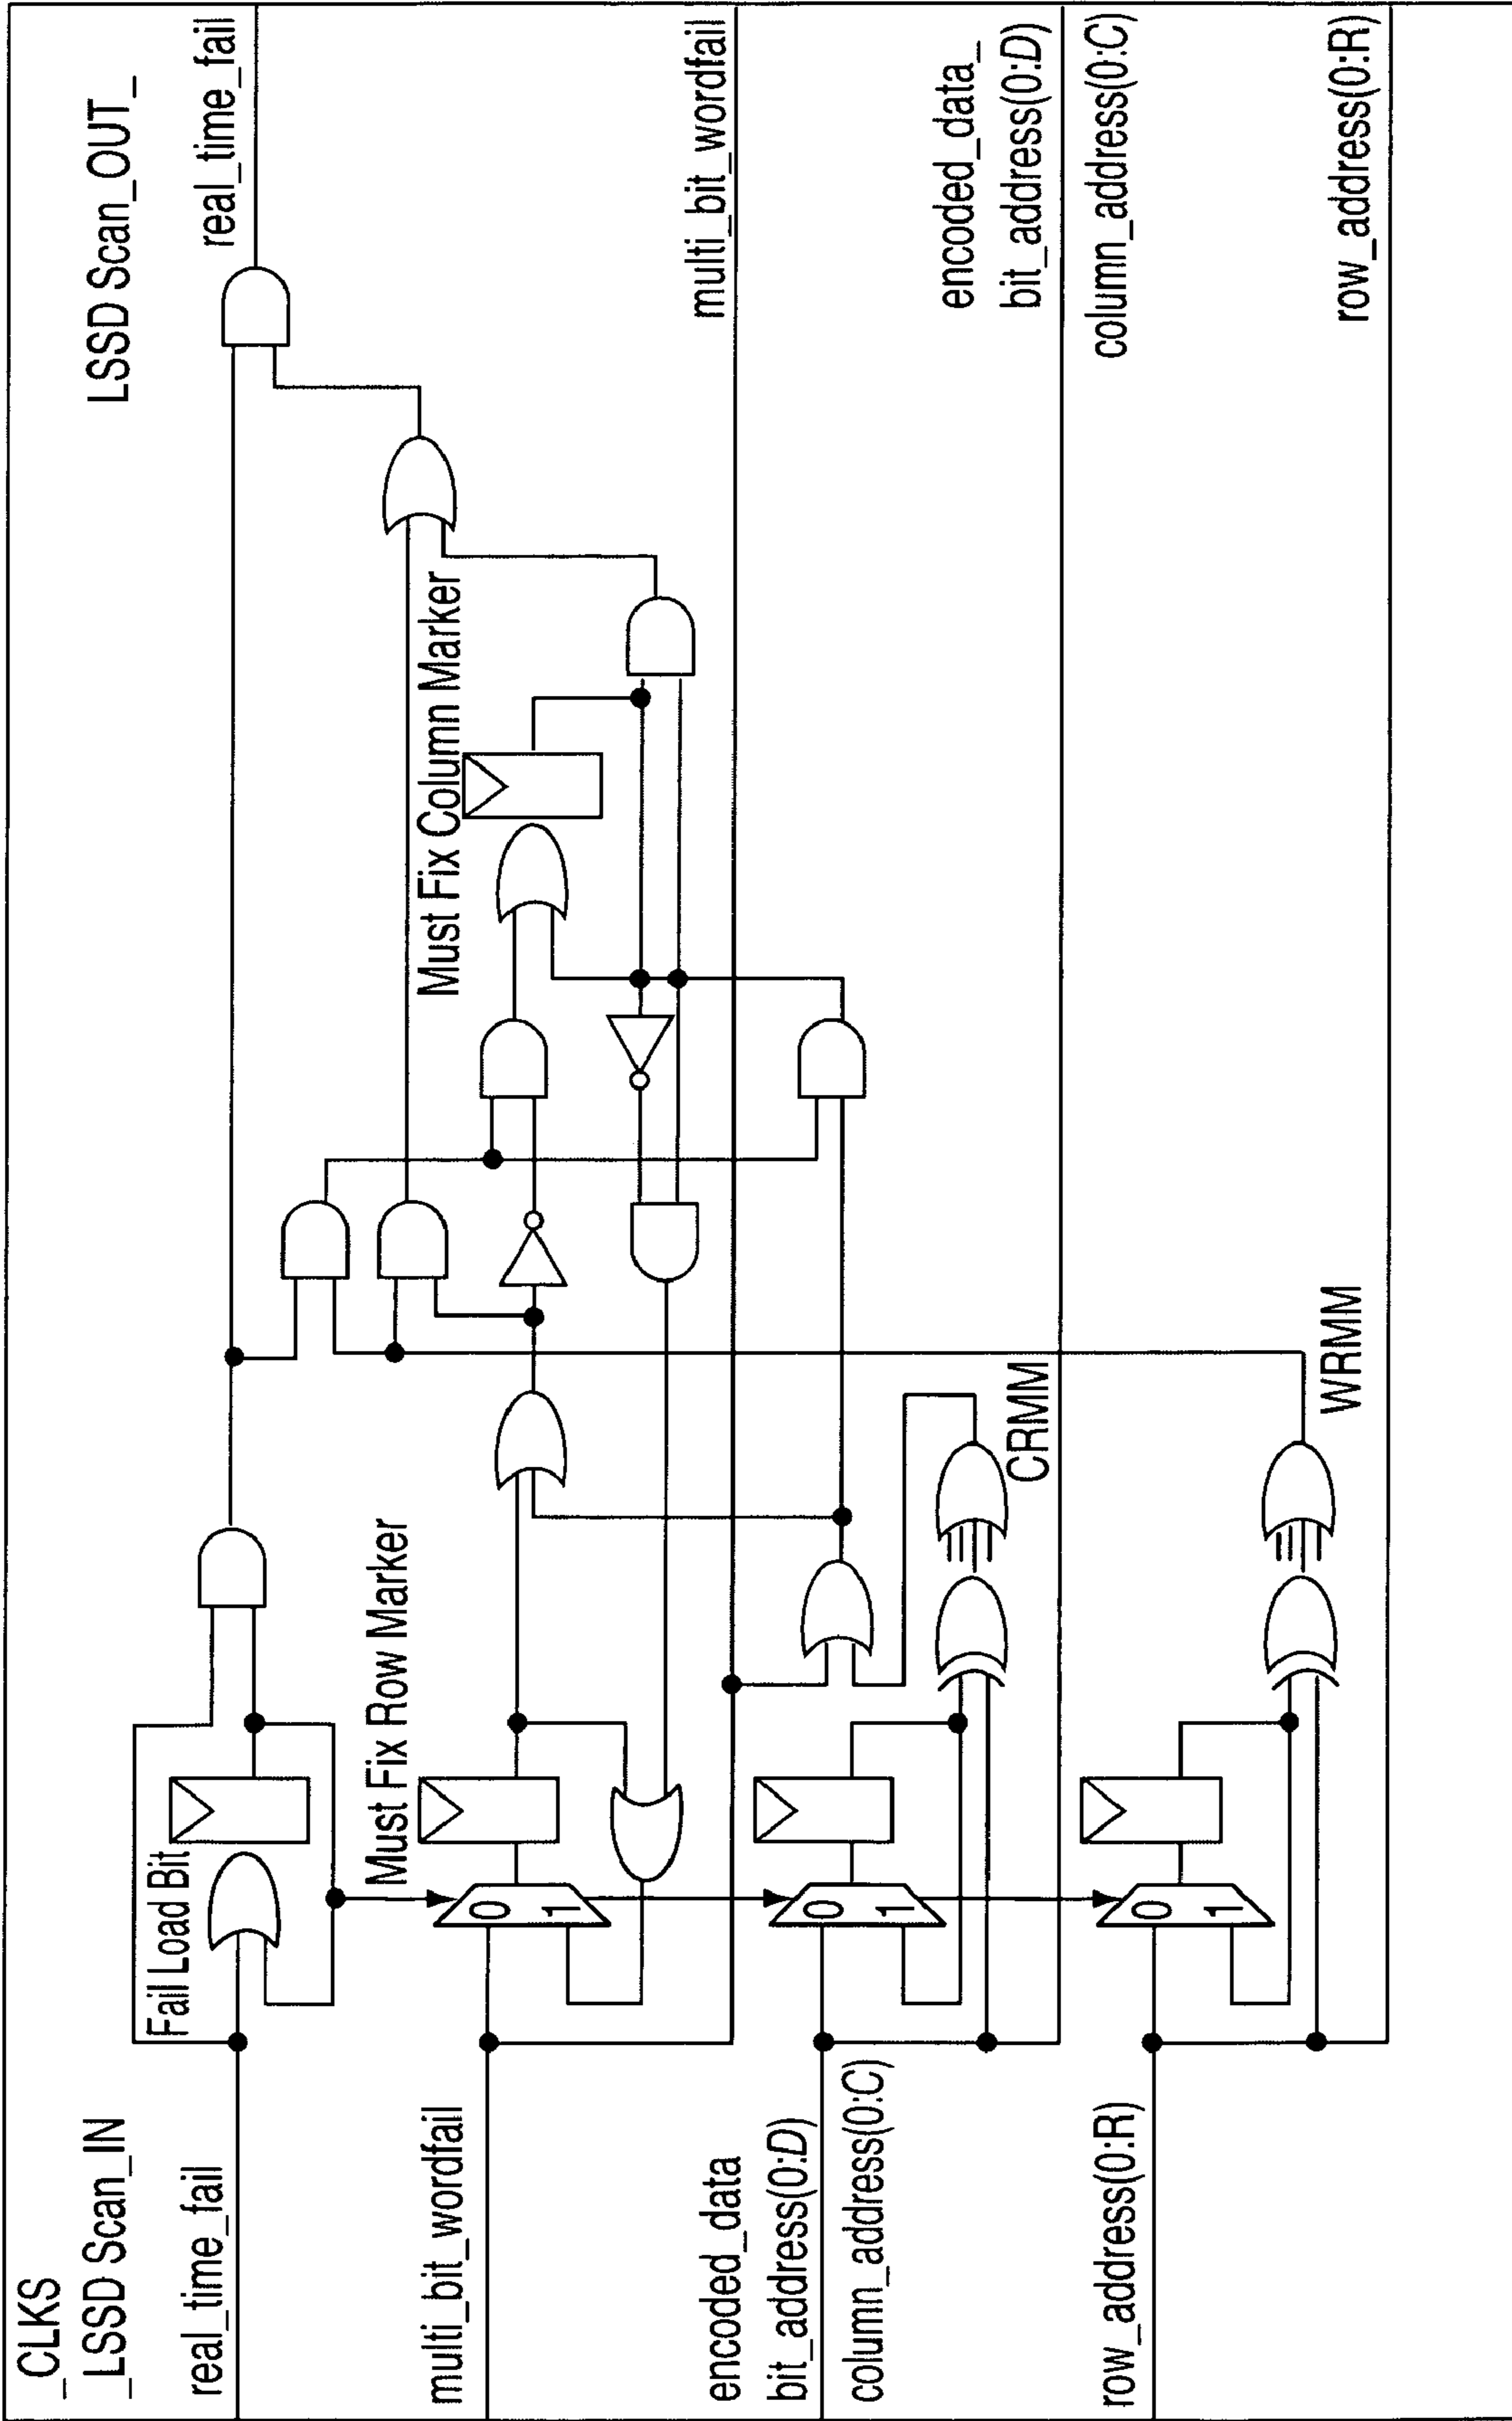 _CLKS
_LSSD Scan_IN
real_time_fail
Fail Load Bit
Must Fix Row Marker
multi_bit_wordfail
0
1
encoded_data
bit_address(0:D)
column_address(0:C)
0
1
CRMM
row_address(0:R)
0
1
WRMM
Must Fix Column Marker
LSSD Scan_OUT_
real_time_fail
multi_bit_wordfail
encoded_data_
bit_address(0:D)
column_address(0:C)
row_address(0:R)